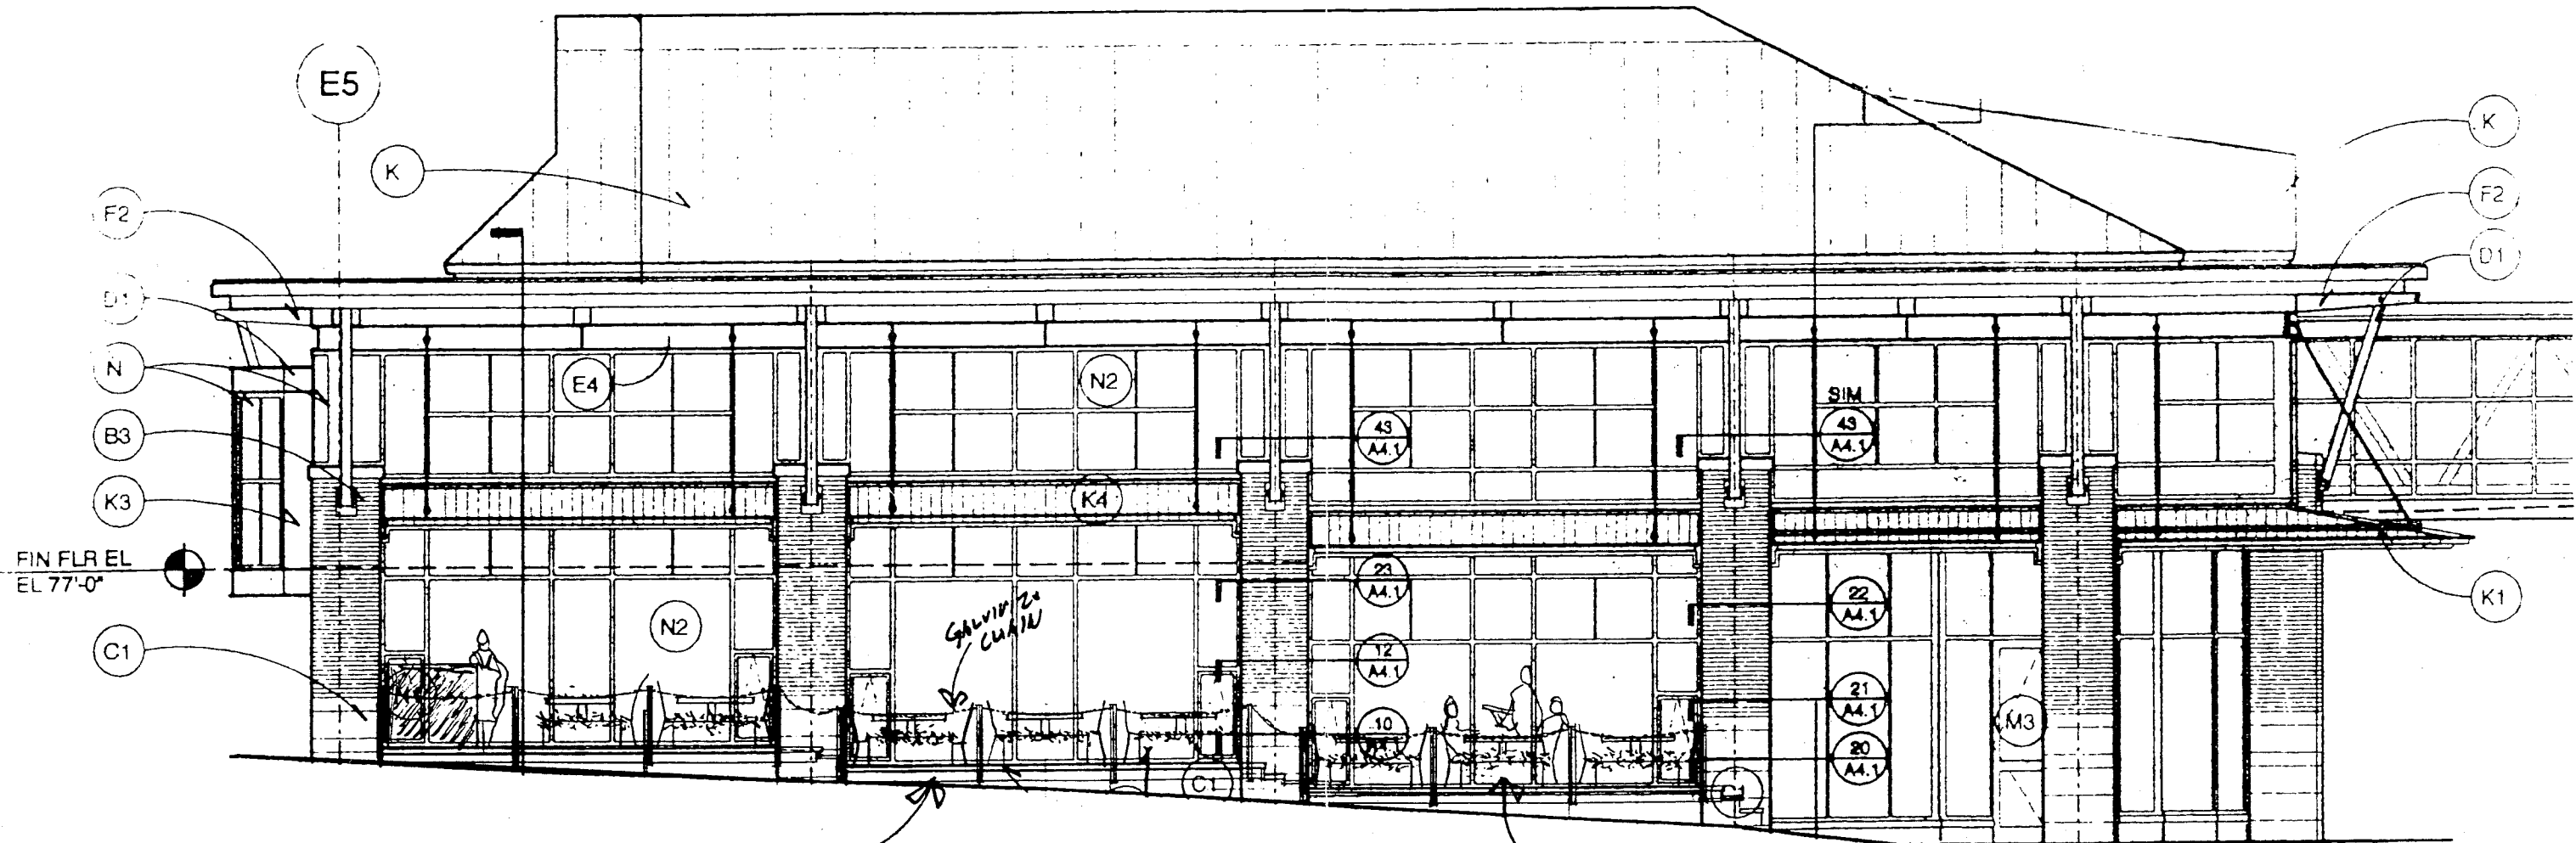 E5
K
K
F2
F2
D1
D1
N
E4
N2
SIM
43
A4.1
43
A4.1
B3
K3
K4
FIN FLR EL
EL 77'-0"
23
A4.1
22
A4.1
K1
N2
CHAIN
C1
12
A4.1
21
A4.1
M3
10
20
A4.1
C1
C1